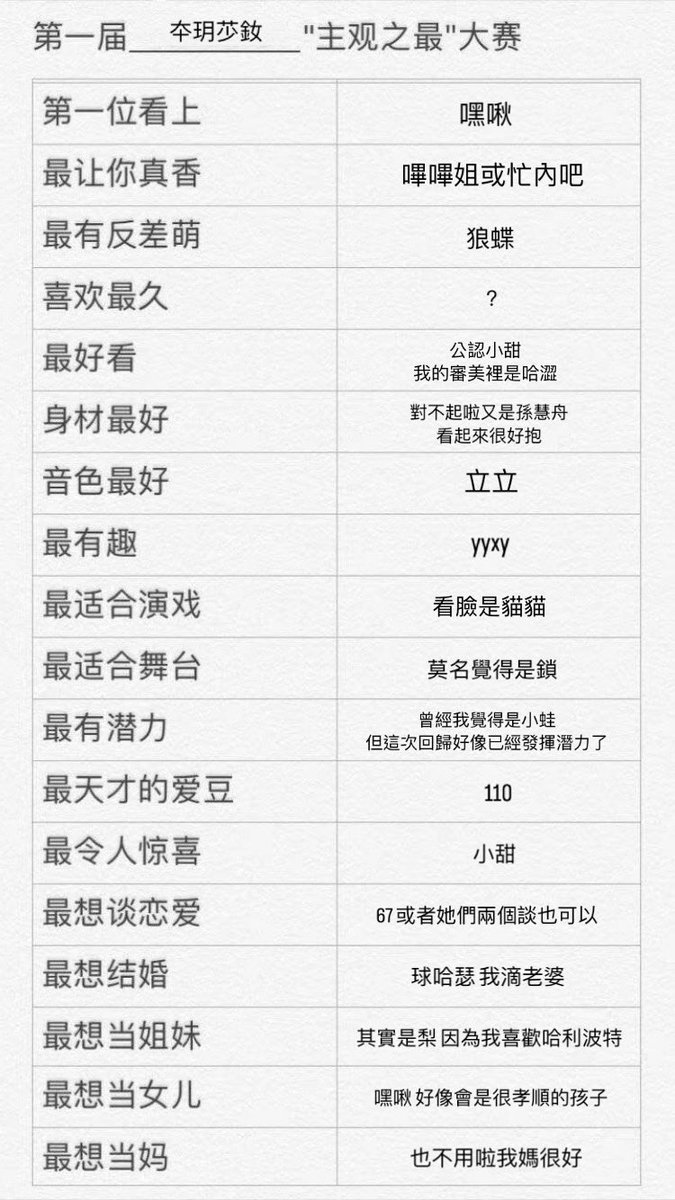 第一届 夲玥莏釹 "主观之最"大赛
第一位看上 嘿啾
最让你真香 嗶嗶姐或忙內吧
最有反差萌 狼蝶
喜欢最久 ?
最好看 公認小甜
我的審美裡是哈澀
身材最好 對不起啦又是孫慧舟
看起來很好抱
音色最好 立立
最有趣 yyxy
最适合演戏 看臉是貓貓
最适合舞台 莫名覺得是鎖
最有潜力 曾經我覺得是小蛙
但這次回歸好像已經發揮潛力了
最天才的爱豆 110
最令人惊喜 小甜
最想谈恋爱 67或者她們兩個談也可以
最想结婚 球哈瑟 我滴老婆
最想当姐妹 其實是梨 因為我喜歡哈利波特
最想当女儿 嘿啾 好像會是很孝順的孩子
最想当妈 也不用啦我媽很好